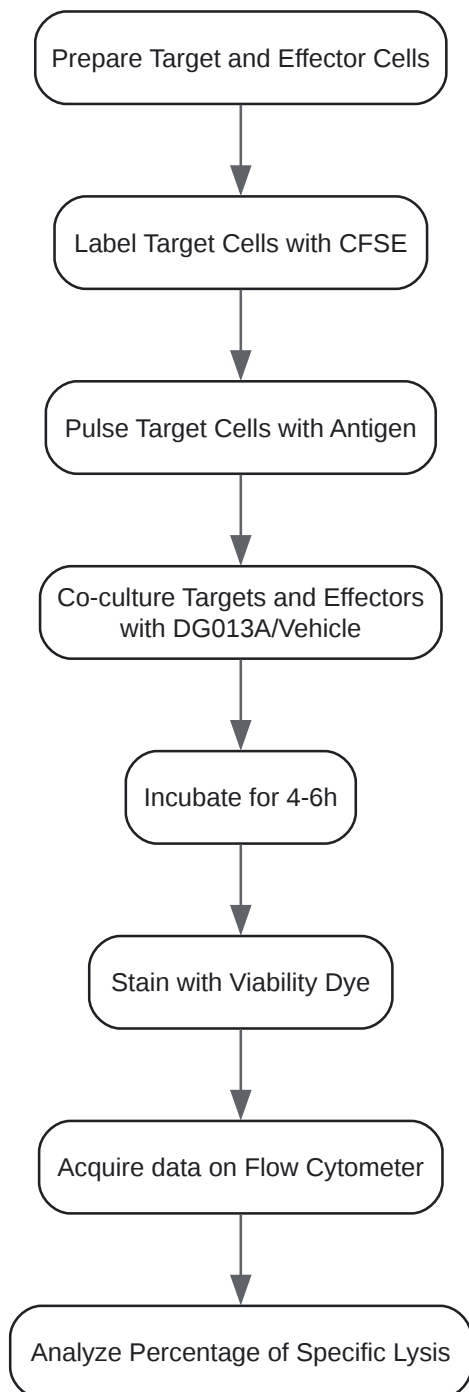 Prepare Target and Effector Cells
Label Target Cells with CFSE
Pulse Target Cells with Antigen
Co-culture Targets and Effectors
with DG013A/Vehicle
Incubate for 4-6h
Stain with Viability Dye
Acquire data on Flow Cytometer
Analyze Percentage of Specific Lysis